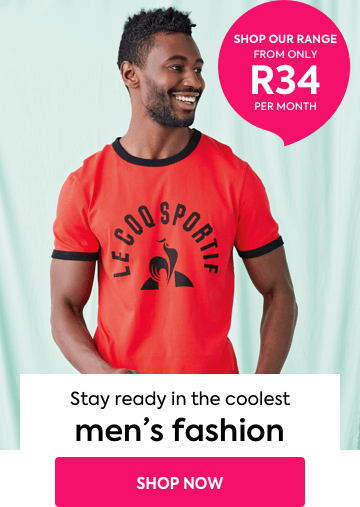 SHOP OUR RANGE
FROM ONLY
R34
PER MONTH
LE COQ SPORTIF
Stay ready in the coolest
men's fashion
SHOP NOW